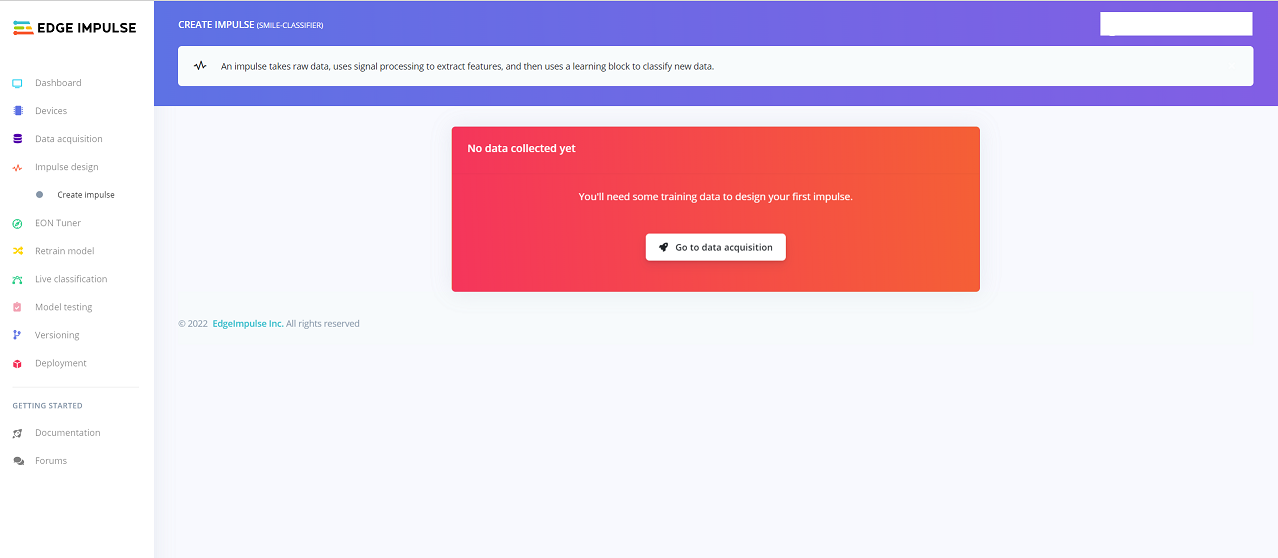 EDGE IMPULSE
Dashboard
Devices
Data acquisition
Impulse design
Create impulse
EON Tuner
Retrain model
Live classification
Model testing
Versioning
Deployment
GETTING STARTED
Documentation
Forums
CREATE IMPULSE (SMILE-CLASSIFIER)
An impulse takes raw data, uses signal processing to extract features, and then uses a learning block to classify new data.
No data collected yet
You'll need some training data to design your first impulse.
Go to data acquisition
© 2022 EdgeImpulse Inc. All rights reserved